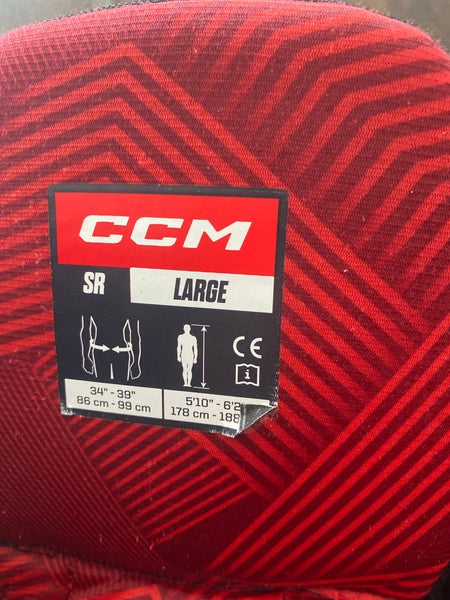 CCM
SR LARGE
CE
i
34" - 39"
86 cm - 99 cm
5'10" - 6'2
178 cm - 188